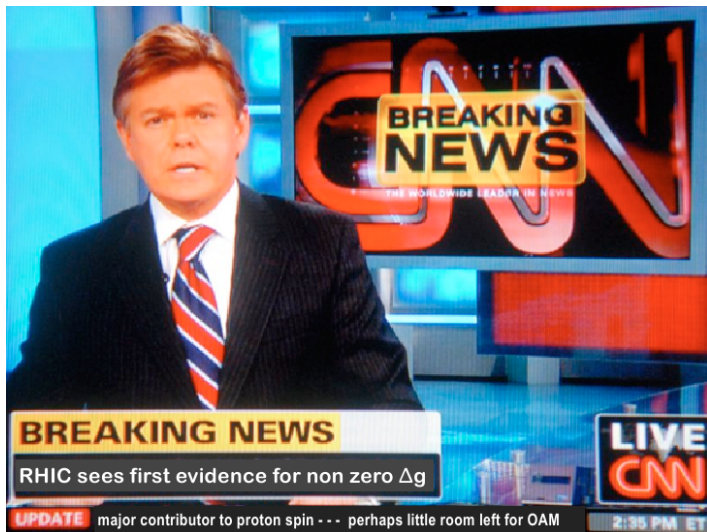 CNN
BREAKING
NEWS
THE WORLDWIDE LEADER IN NEWS
BREAKING NEWS
RHIC sees first evidence for non zero Δg
LIVE
CNN
UPDATE major contributor to proton spin - - - perhaps little room left for OAM
2:35 PM ET